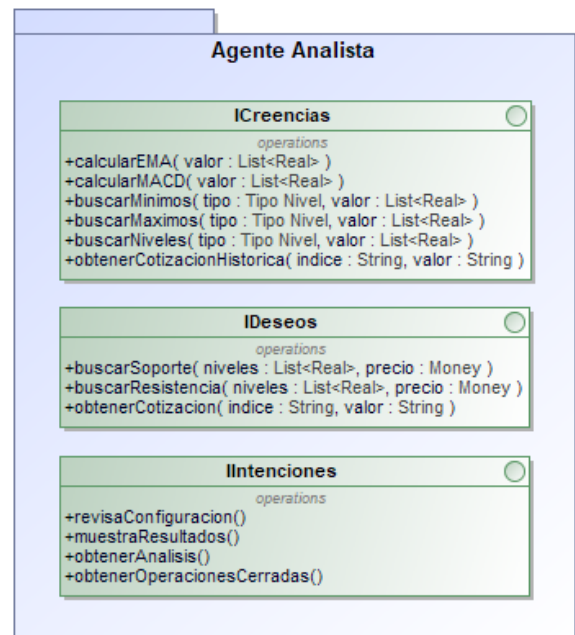 Agente Analista
ICreencias
operations
+calcularEMA( valor : List<Real> )
+calcularMACD( valor : List<Real> )
+buscarMinimos( tipo : Tipo Nivel, valor : List<Real> )
+buscarMaximos( tipo : Tipo Nivel, valor : List<Real> )
+buscarNiveles( tipo : Tipo Nivel, valor : List<Real> )
+obtenerCotizacionHistorica( indice : String, valor : String )
IDeseos
operations
+buscarSoporte( niveles : List<Real>, precio : Money )
+buscarResistencia( niveles : List<Real>, precio : Money )
+obtenerCotizacion( indice : String, valor : String )
IIntenciones
operations
+revisaConfiguracion()
+muestraResultados()
+obtenerAnalisis()
+obtenerOperacionesCerradas()